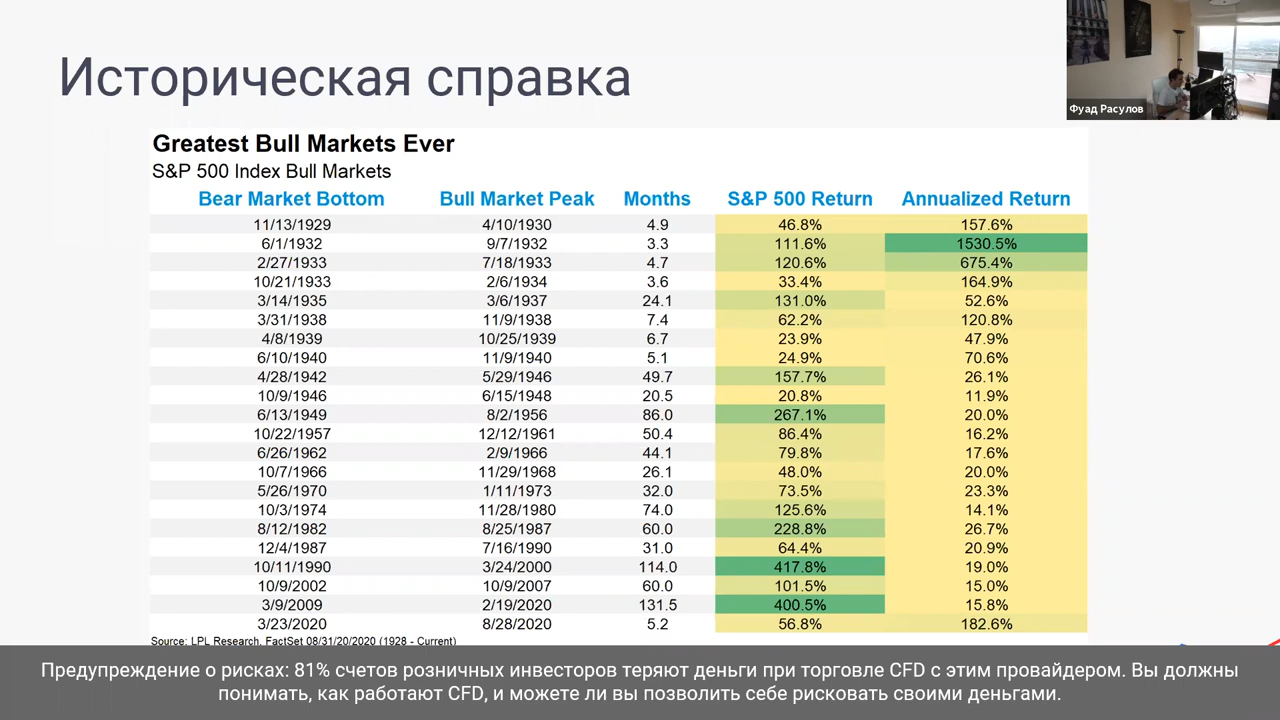 Историческая справка
Фуад Расулов
Greatest Bull Markets Ever
S&P 500 Index Bull Markets
Bear Market Bottom Bull Market Peak Months S&P 500 Return Annualized Return
11/13/1929 4/10/1930 4.9 46.8% 157.6%
6/1/1932 9/7/1932 3.3 111.6% 1530.5%
2/27/1933 7/18/1933 4.7 120.6% 675.4%
10/21/1933 2/6/1934 3.6 33.4% 164.9%
3/14/1935 3/6/1937 24.1 131.0% 52.6%
3/31/1938 11/9/1938 7.4 62.2% 120.8%
4/8/1939 10/25/1939 6.7 23.9% 47.9%
6/10/1940 11/9/1940 5.1 24.9% 70.6%
4/28/1942 5/29/1946 49.7 157.7% 26.1%
10/9/1946 6/15/1948 20.5 20.8% 11.9%
6/13/1949 8/2/1956 86.0 267.1% 20.0%
10/22/1957 12/12/1961 50.4 86.4% 16.2%
6/26/1962 2/9/1966 44.1 79.8% 17.6%
10/7/1966 11/29/1968 26.1 48.0% 20.0%
5/26/1970 1/11/1973 32.0 73.5% 23.3%
10/3/1974 11/28/1980 74.0 125.6% 14.1%
8/12/1982 8/25/1987 60.0 228.8% 26.7%
12/4/1987 7/16/1990 31.0 64.4% 20.9%
10/11/1990 3/24/2000 114.0 417.8% 19.0%
10/9/2002 10/9/2007 60.0 101.5% 15.0%
3/9/2009 2/19/2020 131.5 400.5% 15.8%
3/23/2020 8/28/2020 5.2 56.8% 182.6%
Source: LPL Research, FactSet 08/31/20/2020 (1928 - Current)
Предупреждение о рисках: 81% счетов розничных инвесторов теряют деньги при торговле CFD с этим провайдером. Вы должны
понимать, как работают CFD, и можете ли вы позволить себе рисковать своими деньгами.